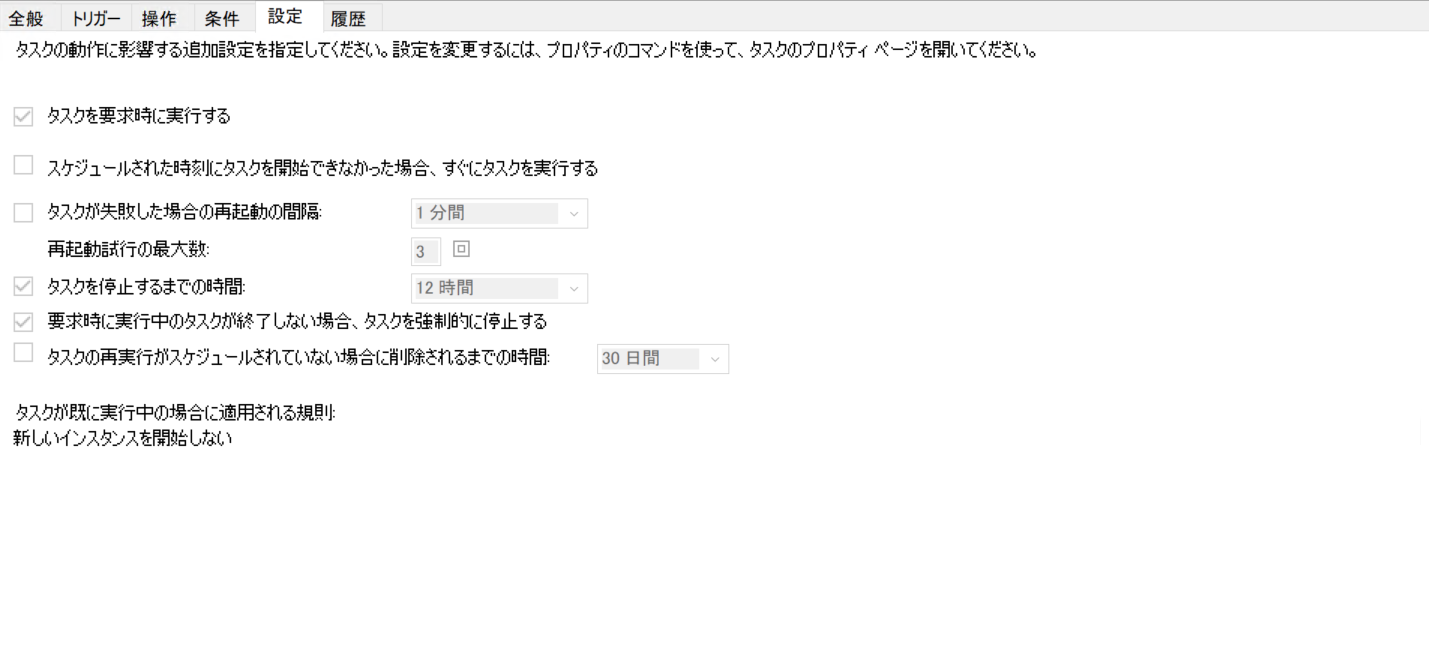 全般 トリガー 操作 条件 設定 履歴
タスクの動作に影響する追加設定を指定してください。設定を変更するには、プロパティのコマンドを使って、タスクのプロパティ ページを開いてください。
タスクを要求時に実行する
スケジュールされた時刻にタスクを開始できなかった場合、すぐにタスクを実行する
タスクが失敗した場合の再起動の間隔: 1 分間
再起動試行の最大数: 3
タスクを停止するまでの時間: 12 時間
要求時に実行中のタスクが終了しない場合、タスクを強制的に停止する
タスクの再実行がスケジュールされていない場合に削除されるまでの時間: 30 日間
タスクが既に実行中の場合に適用される規則:
新しいインスタンスを開始しない